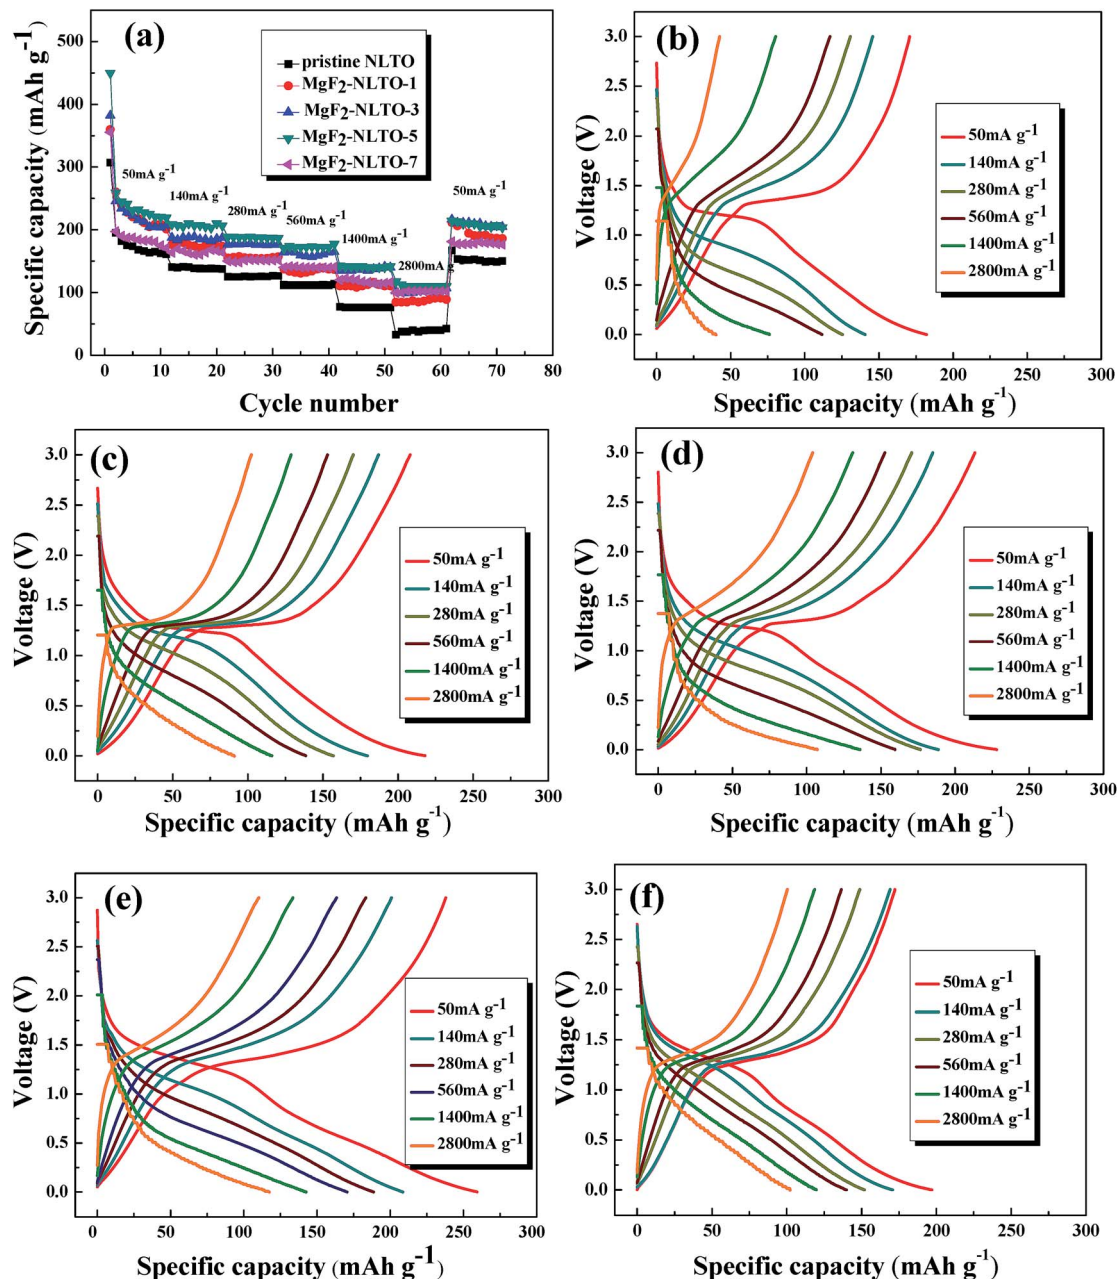 (a)
Specific capacity (mAh g⁻¹)
500
400
300
200
100
0
pristine NLTO
MgF₂-NLTO-1
MgF₂-NLTO-3
MgF₂-NLTO-5
MgF₂-NLTO-7
50mA g⁻¹
140mA g⁻¹
280mA g⁻¹
560mA g⁻¹
1400mA g⁻¹
2800mA g
50mA g⁻¹
0 10 20 30 40 50 60 70 80
Cycle number
(b)
Voltage (V)
3.0
2.5
2.0
1.5
1.0
0.5
0.0
50mA g⁻¹
140mA g⁻¹
280mA g⁻¹
560mA g⁻¹
1400mA g⁻¹
2800mA g⁻¹
0 50 100 150 200 250 300
Specific capacity (mAh g⁻¹)
(c)
Voltage (V)
3.0
2.5
2.0
1.5
1.0
0.5
0.0
50mA g⁻¹
140mA g⁻¹
280mA g⁻¹
560mA g⁻¹
1400mA g⁻¹
2800mA g⁻¹
0 50 100 150 200 250 300
Specific capacity (mAh g⁻¹)
(d)
Voltage (V)
3.0
2.5
2.0
1.5
1.0
0.5
0.0
50mA g⁻¹
140mA g⁻¹
280mA g⁻¹
560mA g⁻¹
1400mA g⁻¹
2800mA g⁻¹
0 50 100 150 200 250 300
Specific capacity (mAh g⁻¹)
(e)
Voltage (V)
3.0
2.5
2.0
1.5
1.0
0.5
0.0
50mA g⁻¹
140mA g⁻¹
280mA g⁻¹
560mA g⁻¹
1400mA g⁻¹
2800mA g⁻¹
0 50 100 150 200 250 300
Specific capacity (mAh g⁻¹)
(f)
Voltage (V)
3.0
2.5
2.0
1.5
1.0
0.5
0.0
50mA g⁻¹
140mA g⁻¹
280mA g⁻¹
560mA g⁻¹
1400mA g⁻¹
2800mA g⁻¹
0 50 100 150 200 250 300
Specific capacity (mAh g⁻¹)